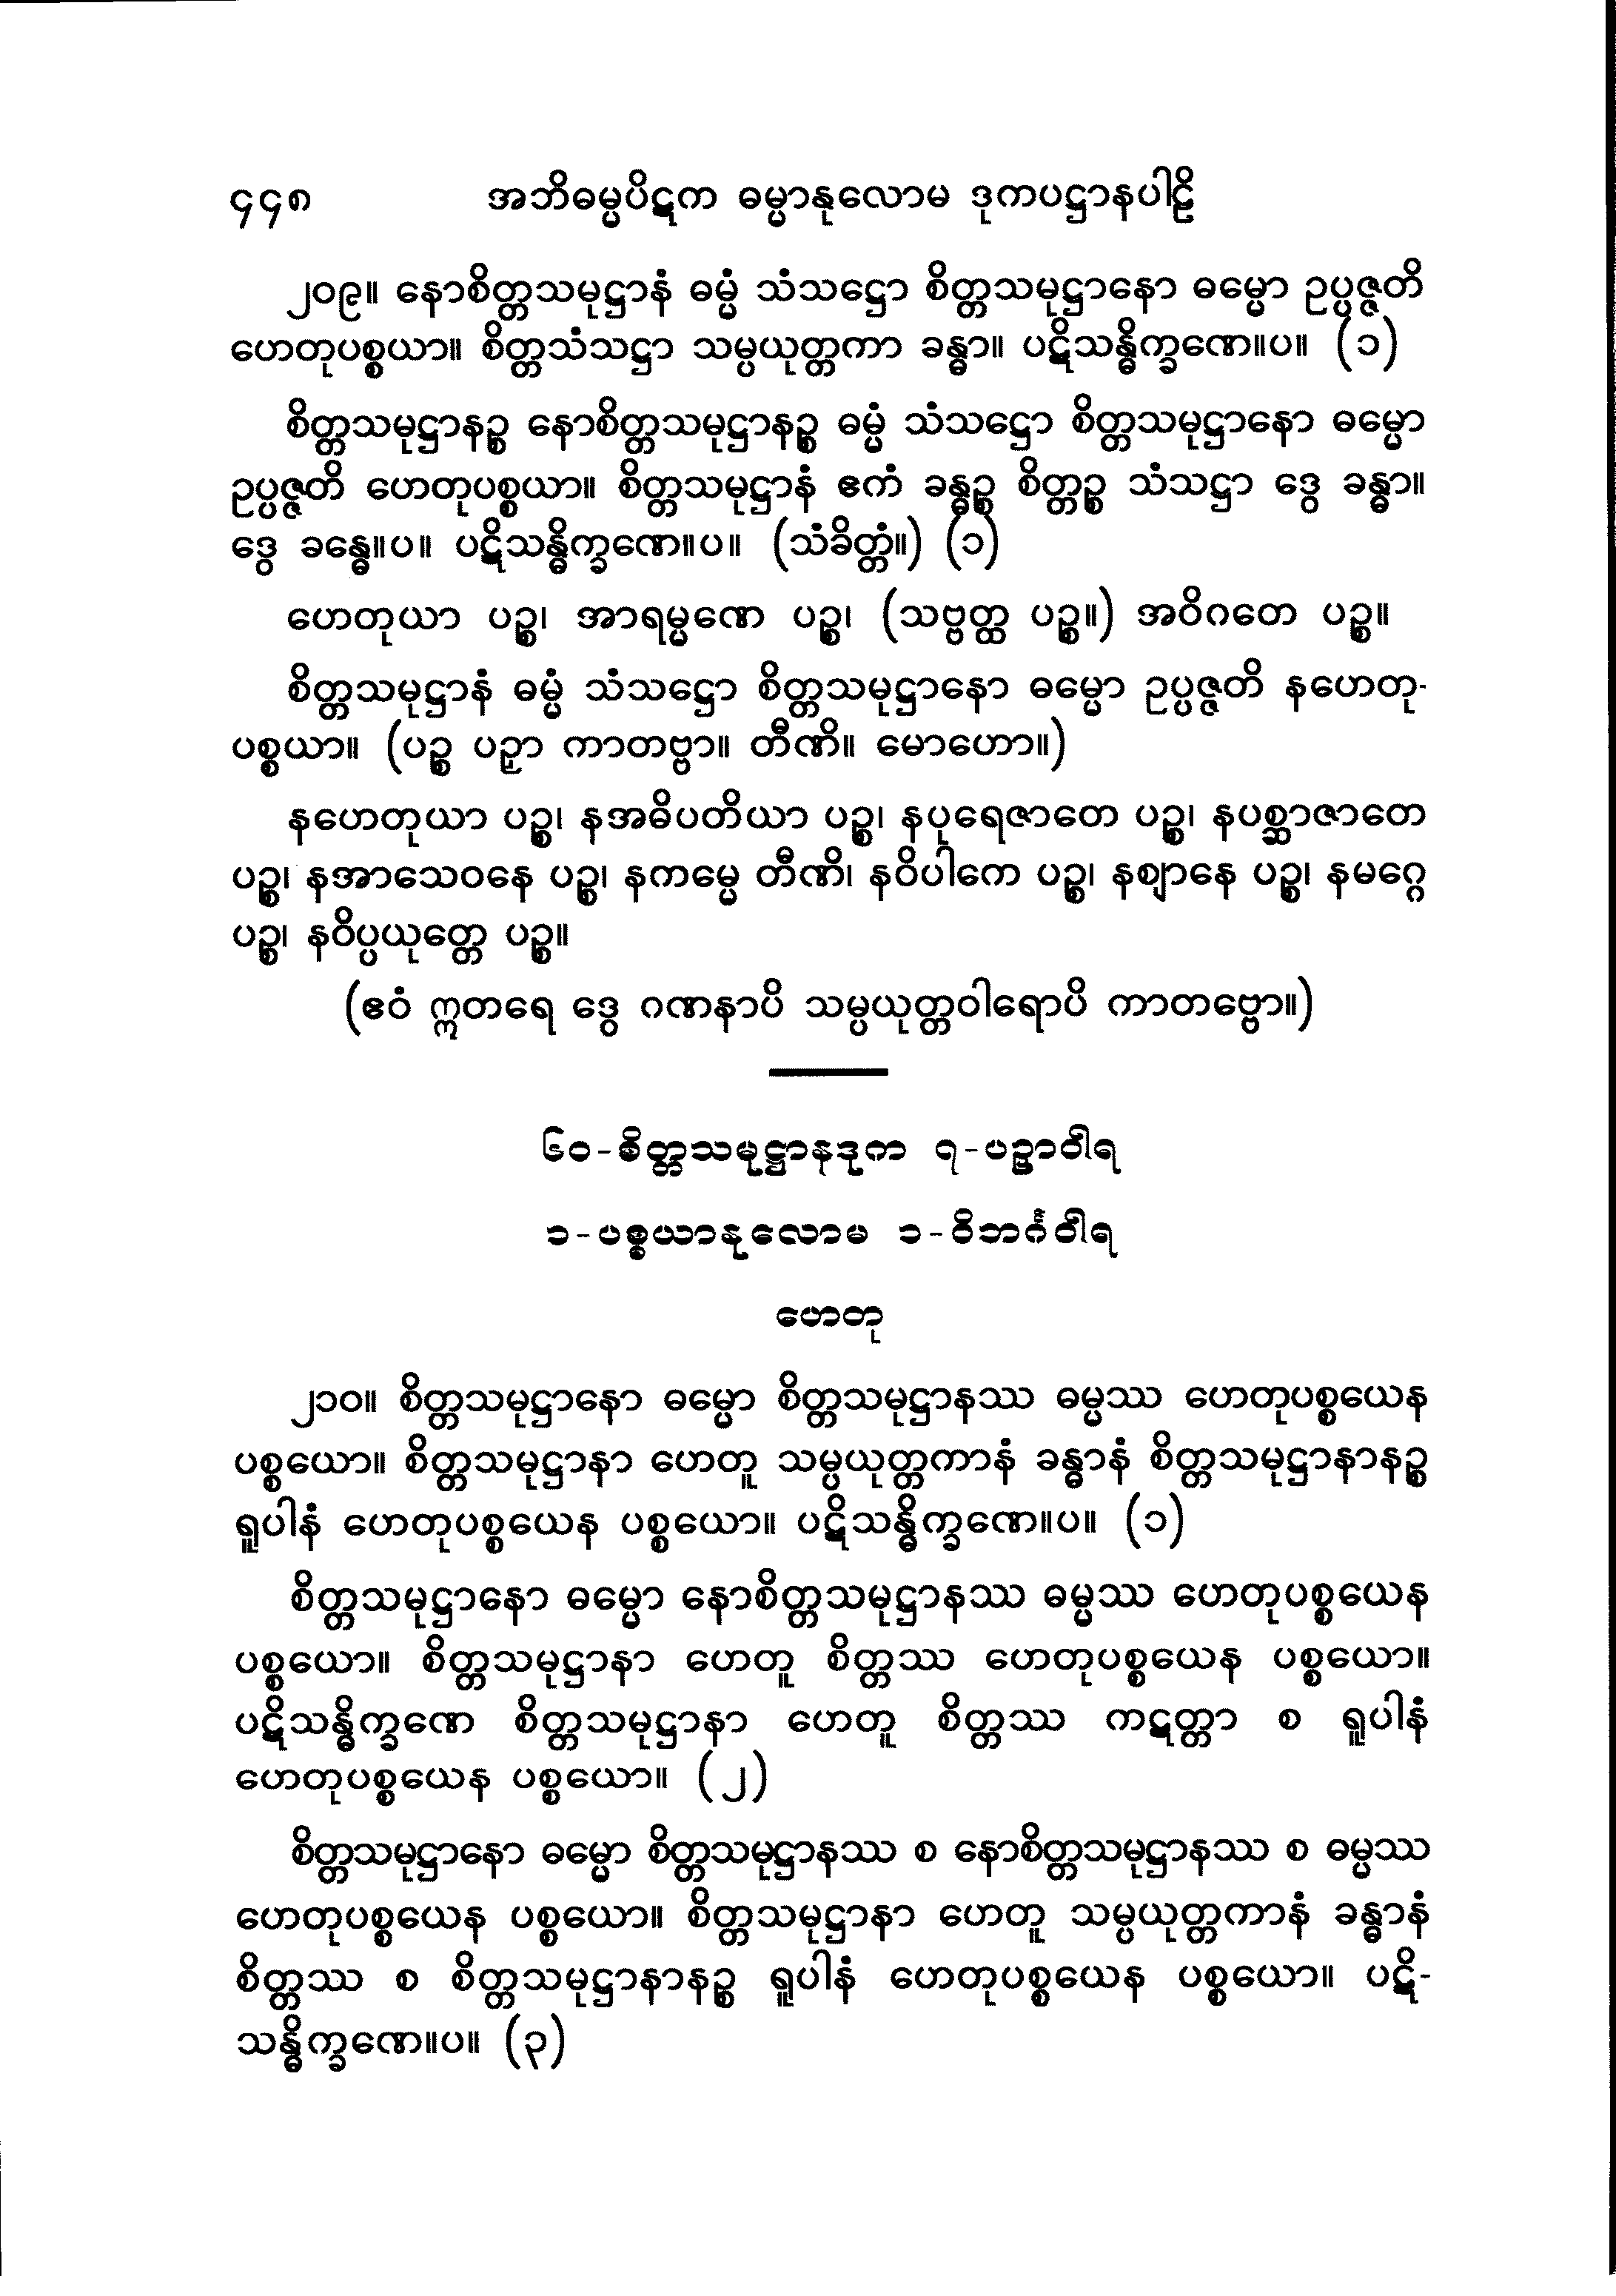 ၄၄၈ အဘိဓမ္မပိဋက ဓမ္မာနုလောမ ဒုကပဋ္ဌာနပါဠိ
၂၀၉။ နောစိတ္တသမုဋ္ဌာနံ ဓမ္မံ သံသဋ္ဌော စိတ္တသမုဋ္ဌာနော ဓမ္မော ဥပ္ပဇ္ဇတိ
ဟေတုပစ္စယာ။ စိတ္တသံသဋ္ဌာ သမ္ပယုတ္တကာ ခန္ဓာ။ ပဋိသန္ဓိက္ခဏေ။ပ။ (၁)
စိတ္တသမုဋ္ဌာနဉ္စ နောစိတ္တသမုဋ္ဌာနဉ္စ ဓမ္မံ သံသဋ္ဌော စိတ္တသမုဋ္ဌာနော ဓမ္မော
ဥပ္ပဇ္ဇတိ ဟေတုပစ္စယာ။ စိတ္တသမုဋ္ဌာနံ ဧကံ ခန္ဓဉ္စ စိတ္တဉ္စ သံသဋ္ဌာ ဒွေ ခန္ဓာ။
ဒွေ ခန္ဓေ။ပ။ ပဋိသန္ဓိက္ခဏေ။ပ။ (သံခိတ္တံ။) (၁)
ဟေတုယာ ပဉ္စ၊ အာရမ္မဏေ ပဉ္စ၊ (သဗ္ဗတ္ထ ပဉ္စ။) အဝိဂတေ ပဉ္စ။
စိတ္တသမုဋ္ဌာနံ ဓမ္မံ သံသဋ္ဌော စိတ္တသမုဋ္ဌာနော ဓမ္မော ဥပ္ပဇ္ဇတိ နဟေတု-
ပစ္စယာ။ (ပဉ္စ ပဉှာ ကာတဗ္ဗာ။ တီဏိ။ မောဟော။)
နဟေတုယာ ပဉ္စ၊ နအဓိပတိယာ ပဉ္စ၊ နပုရေဇာတေ ပဉ္စ၊ နပစ္ဆာဇာတေ
ပဉ္စ၊ နအာသေဝနေ ပဉ္စ၊ နကမ္မေ တီဏိ၊ နဝိပါကေ ပဉ္စ၊ နဈာနေ ပဉ္စ၊ နမဂ္ဂေ
ပဉ္စ၊ နဝိပ္ပယုတ္တေ ပဉ္စ။
(ဧဝံ ဣတရေ ဒွေ ဂဏနာပိ သမ္ပယုတ္တဝါရောပိ ကာတဗ္ဗော။)
၆၀-စိတ္တသမုဋ္ဌာနဒုက ၇-ပဉှာဝါရ
၁-ပစ္စယာနုလောမ ၁-ဝိဘင်္ဂဝါရ
ဟေတု
၂၁၀။ စိတ္တသမုဋ္ဌာနော ဓမ္မော စိတ္တသမုဋ္ဌာနဿ ဓမ္မဿ ဟေတုပစ္စယေန
ပစ္စယော။ စိတ္တသမုဋ္ဌာနာ ဟေတူ သမ္ပယုတ္တကာနံ ခန္ဓာနံ စိတ္တသမုဋ္ဌာနာနဉ္စ
ရူပါနံ ဟေတုပစ္စယေန ပစ္စယော။ ပဋိသန္ဓိက္ခဏေ။ပ။ (၁)
စိတ္တသမုဋ္ဌာနော ဓမ္မော နောစိတ္တသမုဋ္ဌာနဿ ဓမ္မဿ ဟေတုပစ္စယေန
ပစ္စယော။ စိတ္တသမုဋ္ဌာနာ ဟေတူ စိတ္တဿ ဟေတုပစ္စယေန ပစ္စယော။
ပဋိသန္ဓိက္ခဏေ စိတ္တသမုဋ္ဌာနာ ဟေတူ စိတ္တဿ ကဋတ္တာ စ ရူပါနံ
ဟေတုပစ္စယေန ပစ္စယော။ (၂)
စိတ္တသမုဋ္ဌာနော ဓမ္မော စိတ္တသမုဋ္ဌာနဿ စ နောစိတ္တသမုဋ္ဌာနဿ စ ဓမ္မဿ
ဟေတုပစ္စယေန ပစ္စယော။ စိတ္တသမုဋ္ဌာနာ ဟေတူ သမ္ပယုတ္တကာနံ ခန္ဓာနံ
စိတ္တဿ စ စိတ္တသမုဋ္ဌာနာနဉ္စ ရူပါနံ ဟေတုပစ္စယေန ပစ္စယော။ ပဋိ-
သန္ဓိက္ခဏေ။ပ။ (၃)